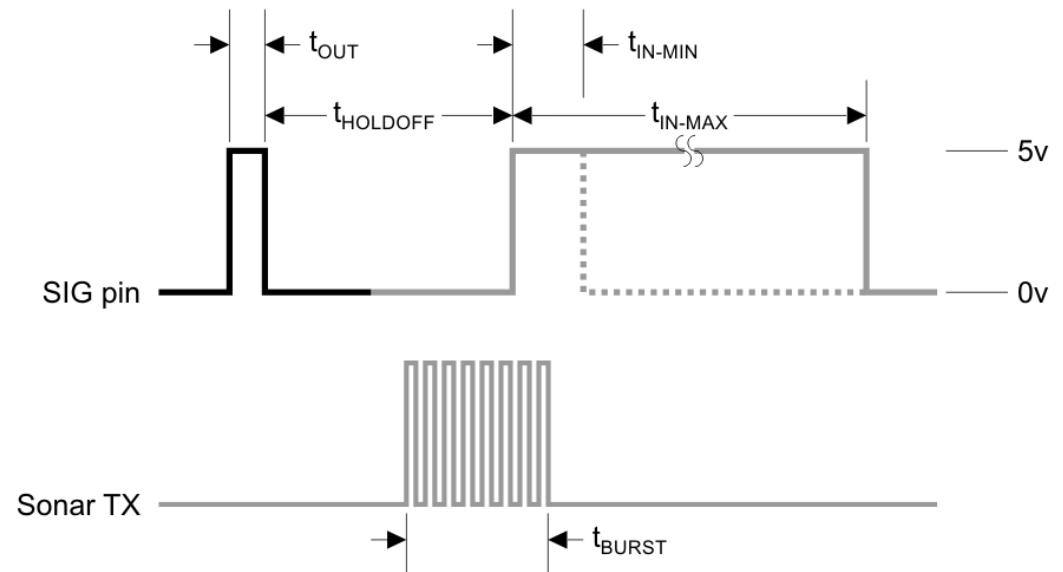 tOUT
tIN-MIN
tHOLDOFF
tIN-MAX
5v
SIG pin
0v
Sonar TX
tBURST